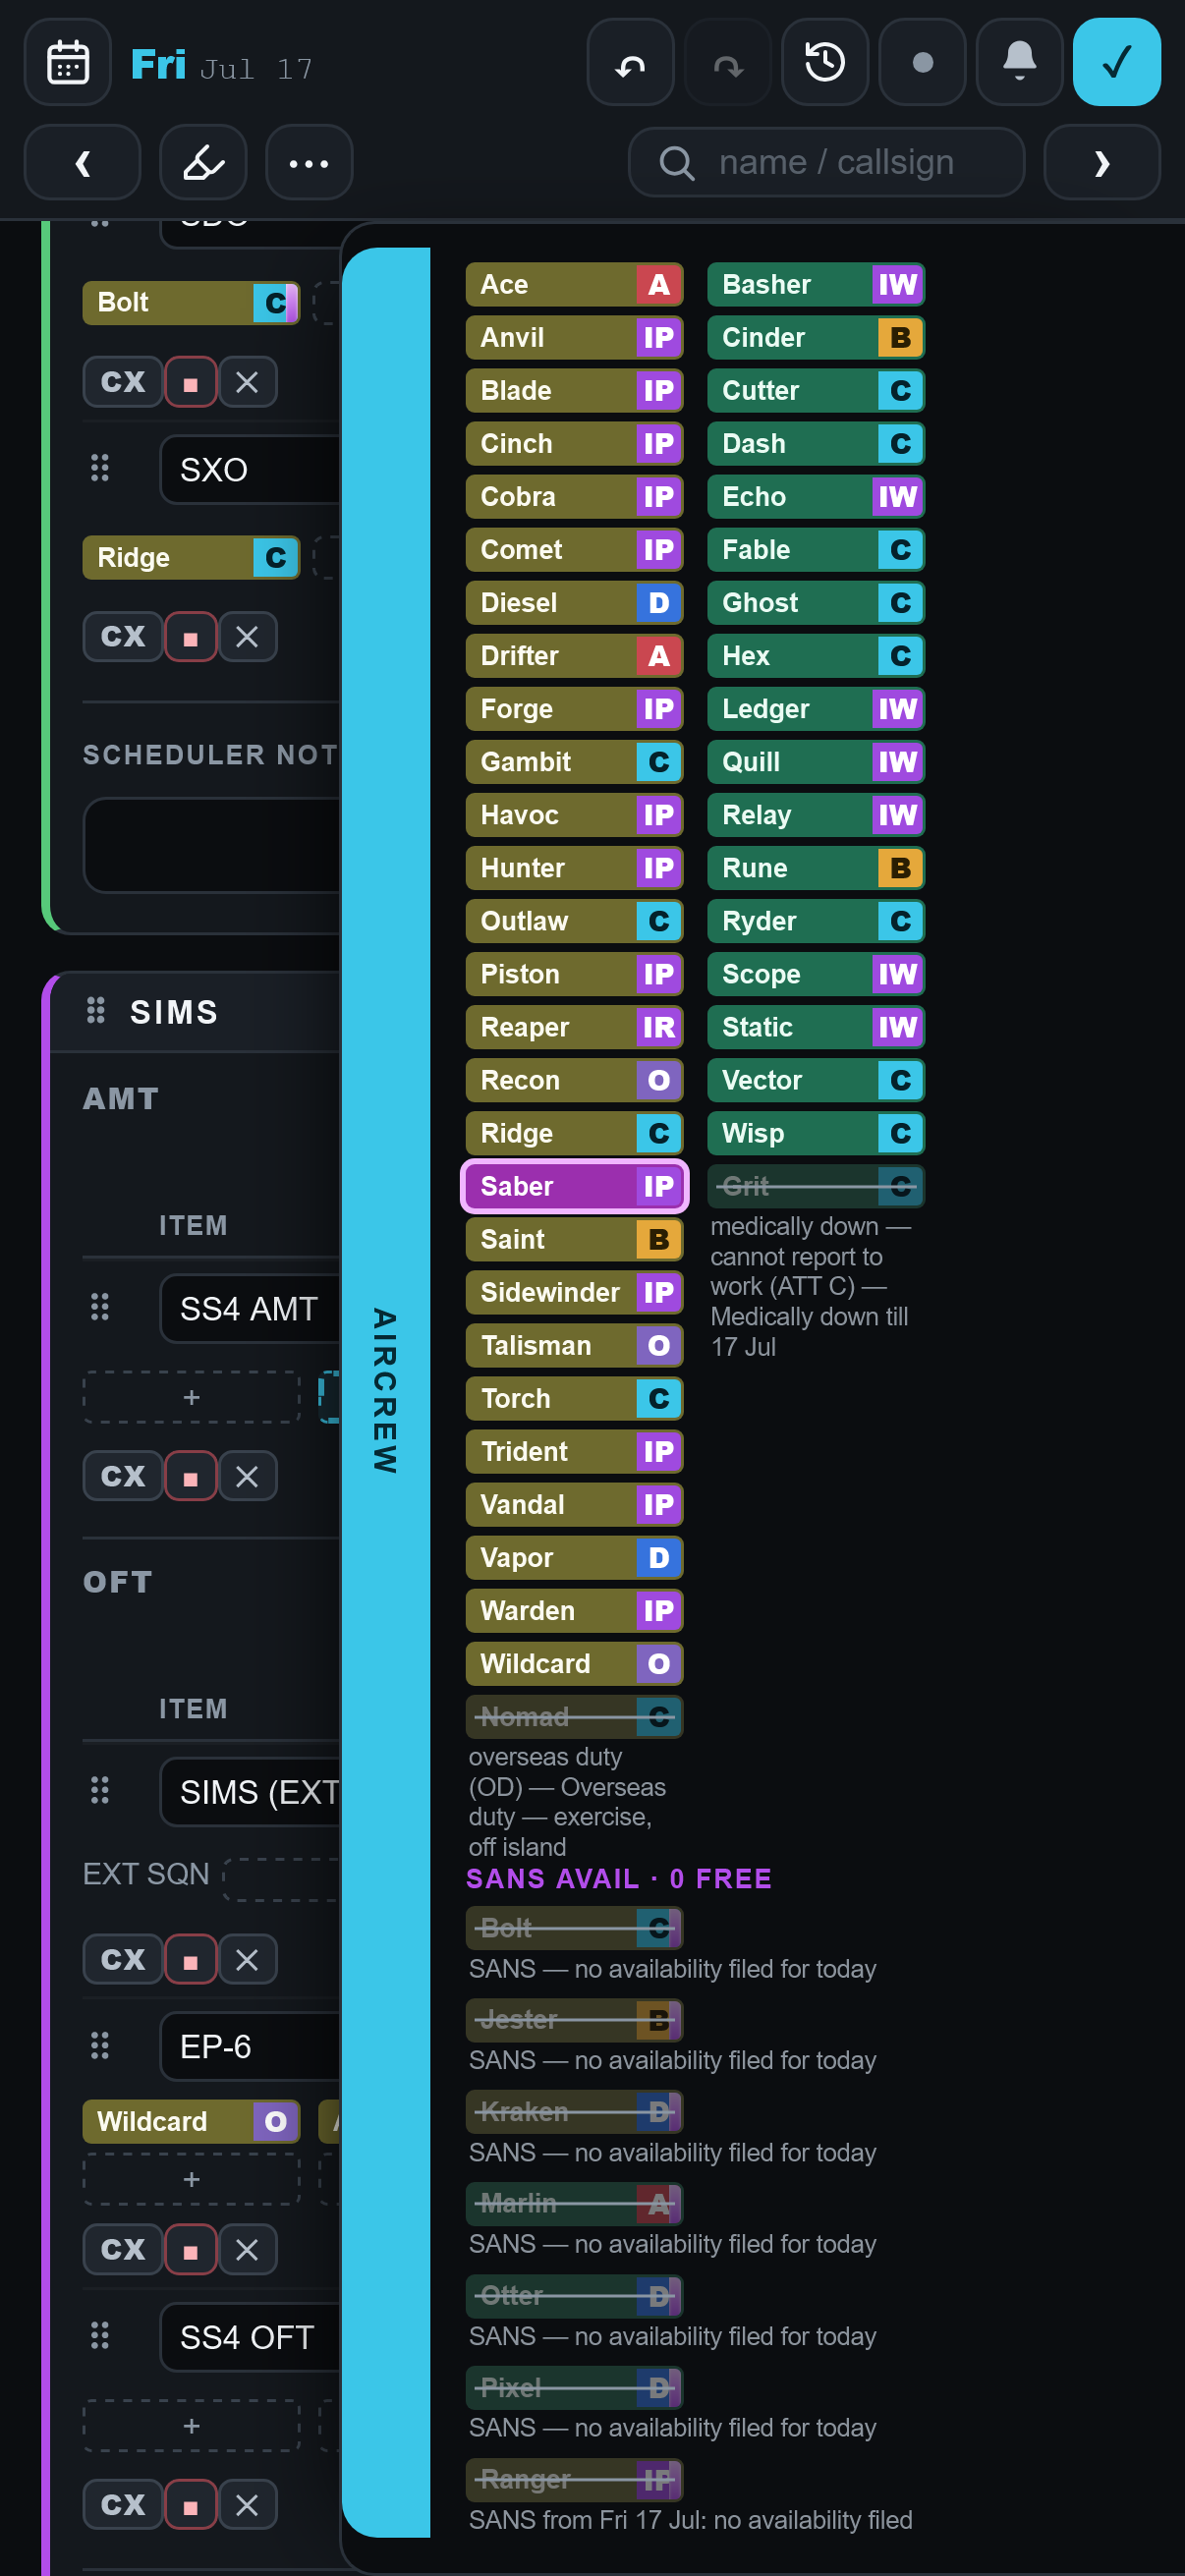 Fri Jul 17
name / callsign
Bolt C
CX
SXO
Ridge C
CX
SCHEDULER NOT
SIMS
AMT
ITEM
SS4 AMT
+
CX
OFT
ITEM
SIMS (EXT
EXT SQN
CX
EP-6
Wildcard O
+
CX
SS4 OFT
+
CX
AIRCREW
Ace A
Anvil IP
Blade IP
Cinch IP
Cobra IP
Comet IP
Diesel D
Drifter A
Forge IP
Gambit C
Havoc IP
Hunter IP
Outlaw C
Piston IP
Reaper IR
Recon O
Ridge C
Saber IP
Saint B
Sidewinder IP
Talisman O
Torch C
Trident IP
Vandal IP
Vapor D
Warden IP
Wildcard O
Nomad C
overseas duty
(OD) — Overseas
duty — exercise,
off island
Basher IW
Cinder B
Cutter C
Dash C
Echo IW
Fable C
Ghost C
Hex C
Ledger IW
Quill IW
Relay IW
Rune B
Ryder C
Scope IW
Static IW
Vector C
Wisp C
Grit C
medically down —
cannot report to
work (ATT C) —
Medically down till
17 Jul
SANS AVAIL · 0 FREE
Bolt C
SANS — no availability filed for today
Jester B
SANS — no availability filed for today
Kraken D
SANS — no availability filed for today
Marlin A
SANS — no availability filed for today
Otter D
SANS — no availability filed for today
Pixel D
SANS — no availability filed for today
Ranger IP
SANS from Fri 17 Jul: no availability filed